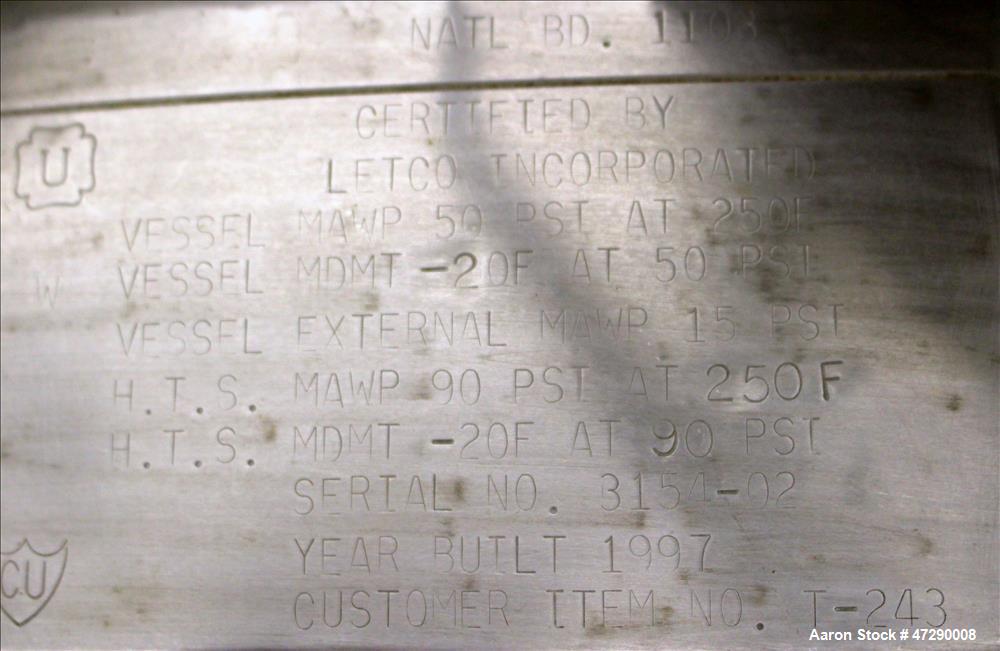 NATL BD. 1103
CERTIFIED BY
U
LETCO INCORPORATED
VESSEL MAWP 50 PSI AT 250F
W VESSEL MDMT -20F AT 50 PSI
VESSEL EXTERNAL MAWP 15 PSI
H.T.S. MAWP 90 PSI AT 250F
H.T.S. MDMT -20F AT 90 PSI
SERIAL NO. 3154-02
YEAR BUILT 1997
C.U
CUSTOMER ITEM NO. T-243
Aaron Stock # 47290008